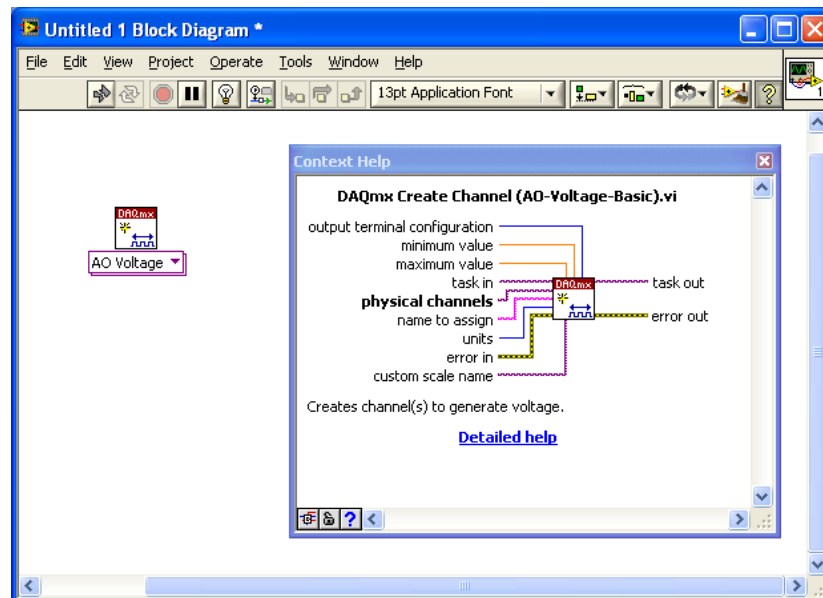 Untitled 1 Block Diagram *
File Edit View Project Operate Tools Window Help
13pt Application Font
1
Context Help
DAQmx Create Channel (AO-Voltage-Basic).vi
DAQmx
AO Voltage
output terminal configuration
minimum value
maximum value
task in
physical channels
name to assign
units
error in
custom scale name
DAQmx
task out
error out
Creates channel(s) to generate voltage.
Detailed help